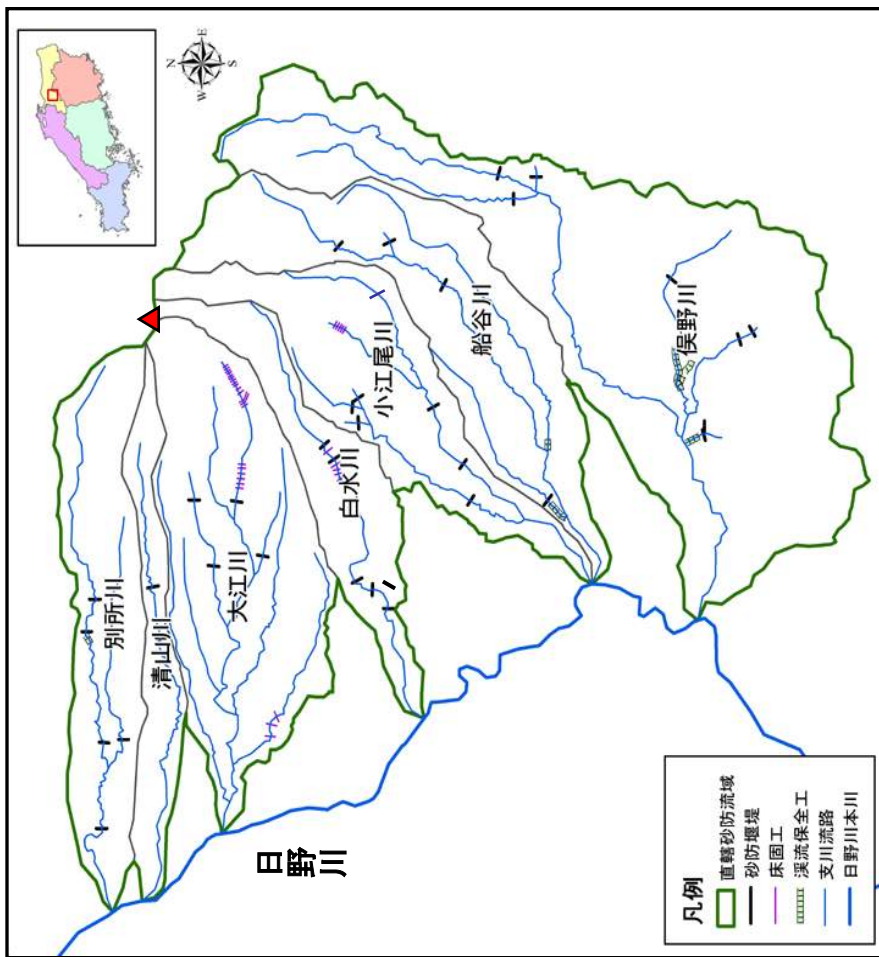 N
E
S
W
別所川
清山川
大江川
白水川
小江尾川
船谷川
俣野川
日野川
凡例
直轄砂防流域
砂防堰堤
床固工
渓流保全工
支川流路
日野川本川